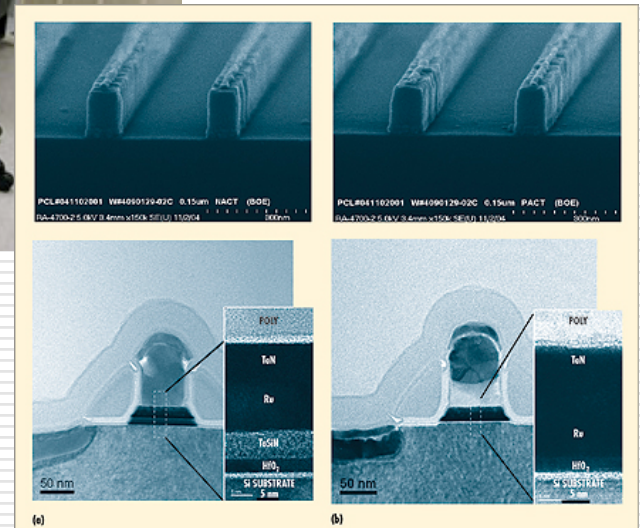 PCL#041102001 W#4090129-02C 0.15um NACT (BOE)
RA-4700-2 5.0kV 3.4mm x150k SE(U) 11/2/04 300nm
PCL#041102001 W#4090129-02C 0.15um PACT (BOE)
RA-4700-2 5.0kV 3.4mm x150k SE(U) 11/2/04 300nm
POLY
TaN
Ru
TaSiN
HfO2
Si SUBSTRATE
5 nm
50 nm
(a)
POLY
TaN
Ru
HfO2
Si SUBSTRATE
5 nm
50 nm
(b)